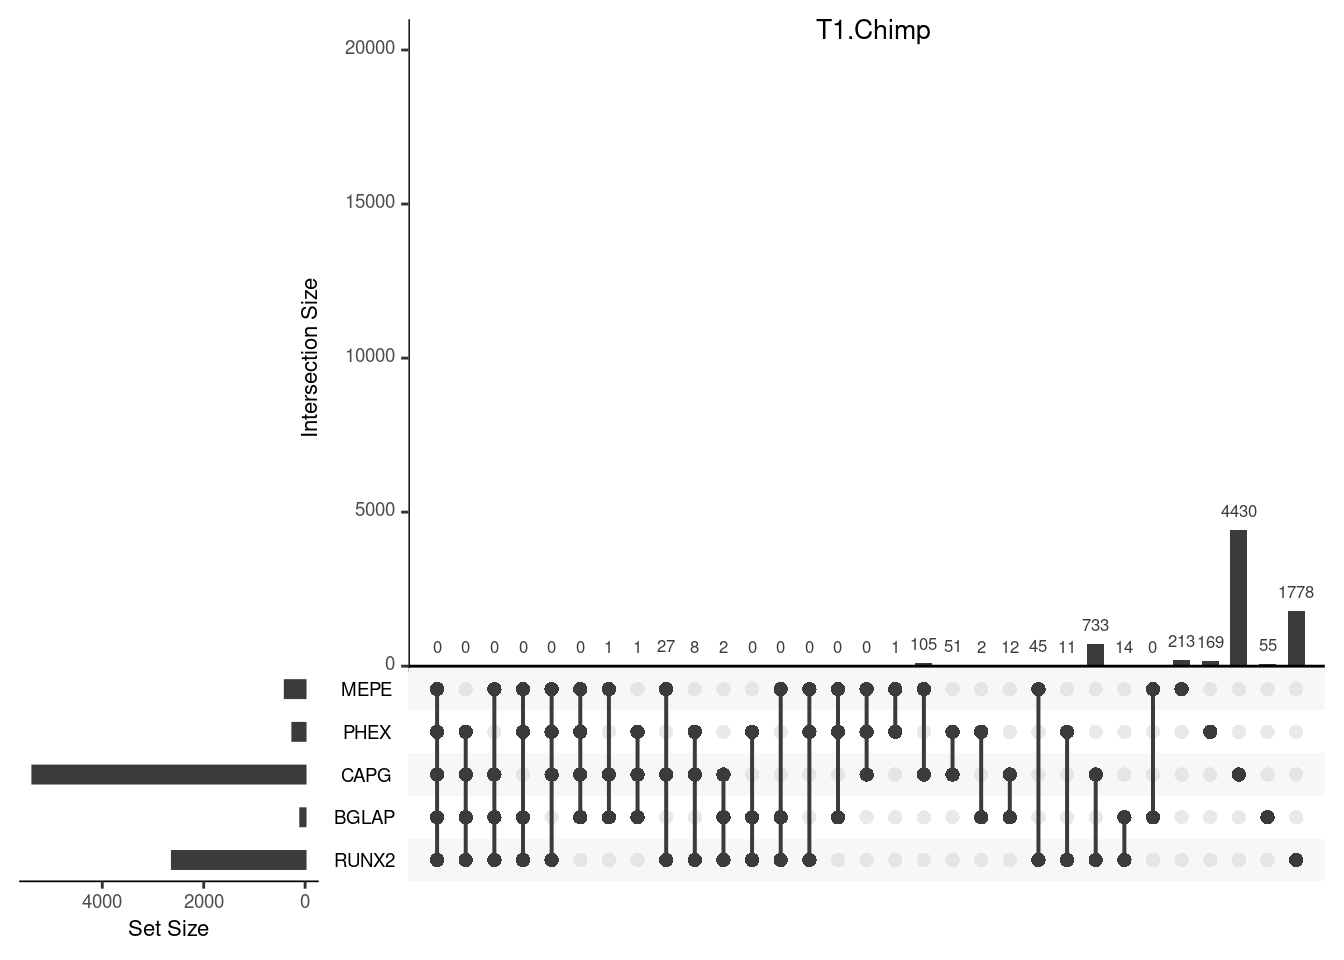 T1.Chimp
20000
15000
10000
5000
0
Intersection Size
0 0 0 0 0 0 1 1 27 8 2 0 0 0 0 0 1 105 51 2 12 45 11 733 14 0 213 169 4430 55 1778
MEPE
PHEX
CAPG
BGLAP
RUNX2
4000 2000 0
Set Size